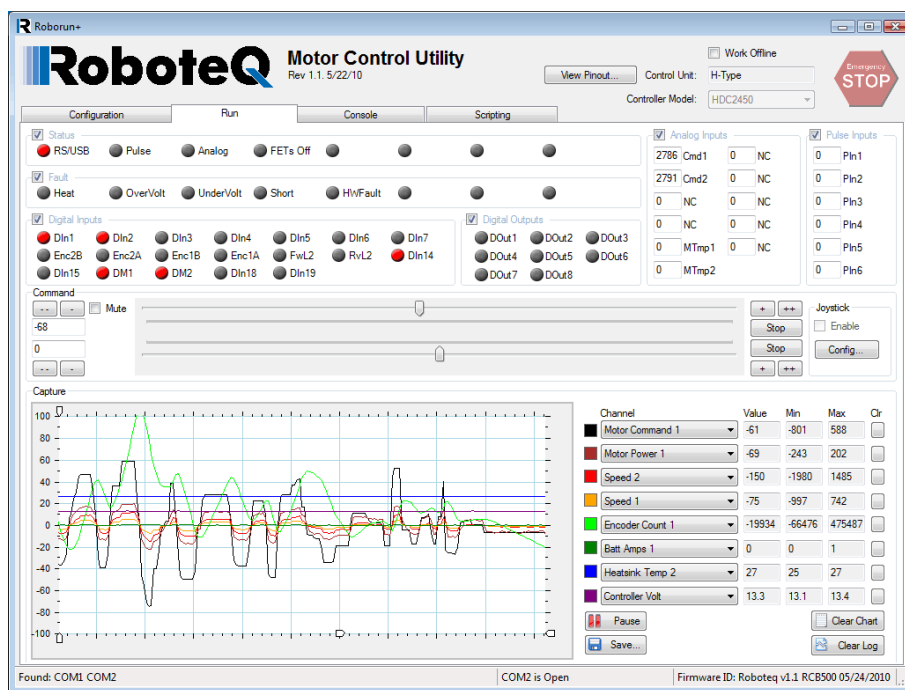 Roborun+
RoboteQ
Motor Control Utility
Rev 1.1. 5/22/10
Work Offline
View Pinout...
Control Unit: H-Type
Controller Model: HDC2450
Emergency
STOP
Configuration Run Console Scripting
Status
RS/USB Pulse Analog FETs Off
Fault
Heat OverVolt UnderVolt Short HWFault
Digital Inputs
DIn1 DIn2 DIn3 DIn4 DIn5 DIn6 DIn7
Enc2B Enc2A Enc1B Enc1A FwL2 RvL2 DIn14
DIn15 DM1 DM2 DIn18 DIn19
Digital Outputs
DOut1 DOut2 DOut3
DOut4 DOut5 DOut6
DOut7 DOut8
Analog Inputs
2786 Cmd1 0 NC
2791 Cmd2 0 NC
0 NC 0 NC
0 NC 0 NC
0 MTmp1 0 NC
0 MTmp2
Pulse Inputs
0 PIn1
0 PIn2
0 PIn3
0 PIn4
0 PIn5
0 PIn6
Command
-- - Mute
-68
0
-- -
+ ++
Stop
Stop
+ ++
Joystick
Enable
Config...
Capture
100
80
60
40
20
0
-20
-40
-60
-80
-100
Channel Value Min Max Clr
Motor Command 1 -61 -801 588
Motor Power 1 -69 -243 202
Speed 2 -150 -1980 1485
Speed 1 -75 -997 742
Encoder Count 1 -19934 -66476 475487
Batt Amps 1 0 0 1
Heatsink Temp 2 27 25 27
Controller Volt 13.3 13.1 13.4
Pause Clear Chart
Save... Clear Log
Found: COM1 COM2 COM2 is Open Firmware ID: Roboteq v1.1 RCB500 05/24/2010